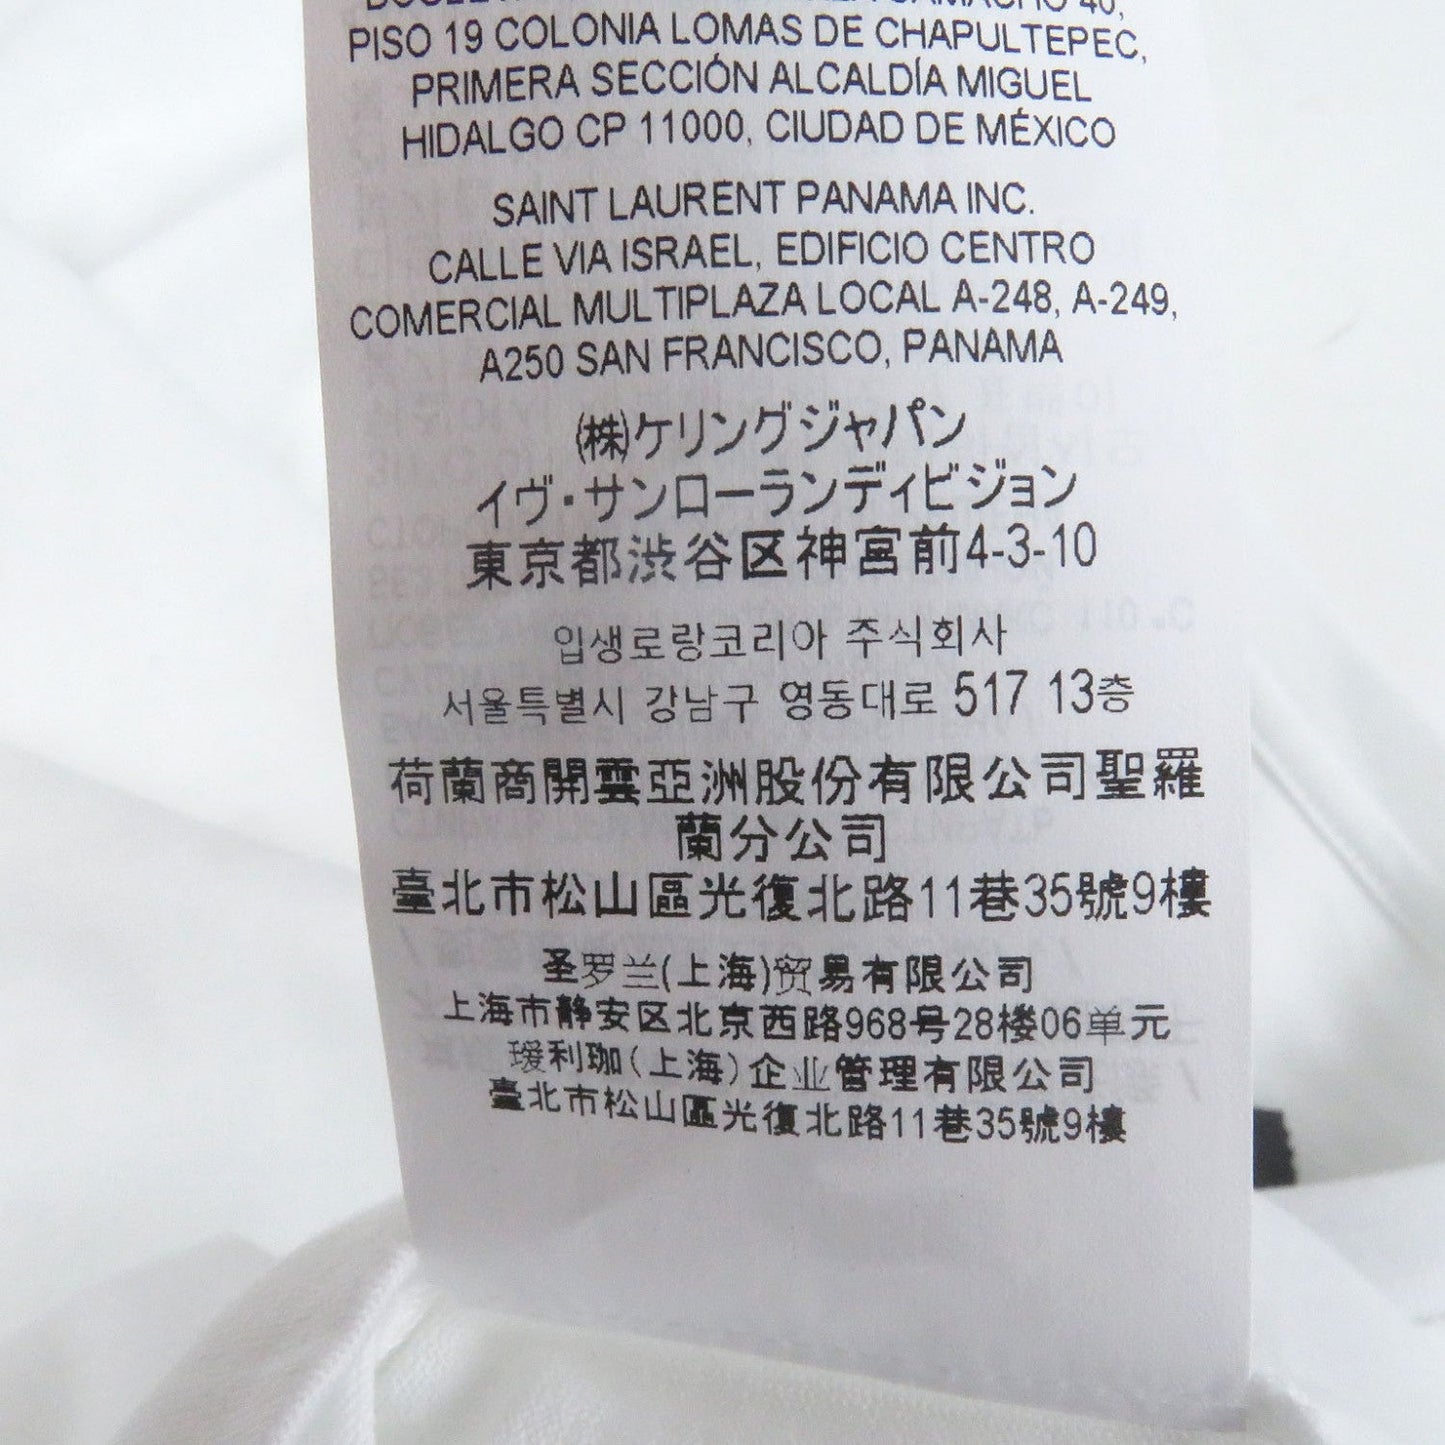 CAMACHO 40,
PISO 19 COLONIA LOMAS DE CHAPULTEPEC,
PRIMERA SECCIÓN ALCALDÍA MIGUEL
HIDALGO CP 11000, CIUDAD DE MÉXICO
SAINT LAURENT PANAMA INC.
CALLE VIA ISRAEL, EDIFICIO CENTRO
COMERCIAL MULTIPLAZA LOCAL A-248, A-249,
A250 SAN FRANCISCO, PANAMA
(株)ケリングジャパン
イヴ・サンローランディビジョン
東京都渋谷区神宮前4-3-10
입생로랑코리아 주식회사
서울특별시 강남구 영동대로 517 13층
荷蘭商開雲亞洲股份有限公司聖羅
蘭分公司
臺北市松山區光復北路11巷35號9樓
圣罗兰(上海)贸易有限公司
上海市静安区北京西路968号28楼06单元
瑷利珈(上海)企业管理有限公司
臺北市松山區光復北路11巷35號9樓